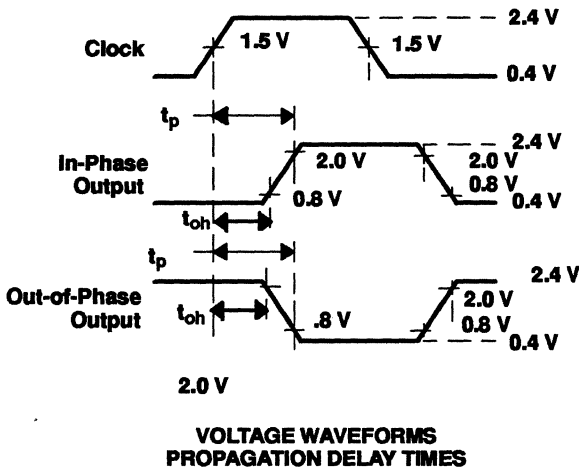 2.4 V
Clock
1.5 V
1.5 V
0.4 V
tp
2.4 V
In-Phase
Output
2.0 V
2.0 V
0.8 V
0.8 V
0.4 V
toh
tp
2.4 V
Out-of-Phase
Output
toh
.8 V
2.0 V
0.8 V
0.4 V
2.0 V
VOLTAGE WAVEFORMS
PROPAGATION DELAY TIMES